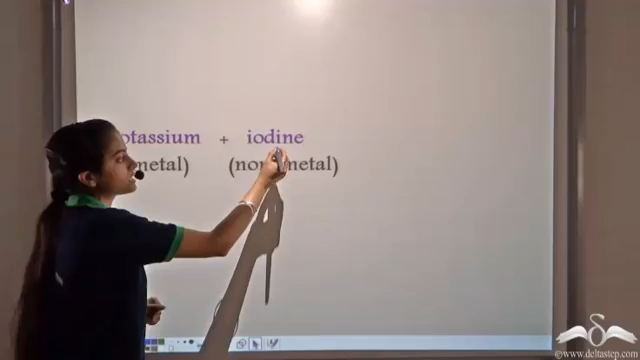 otassium + iodine
metal) (non metal)
©www.deltastep.com